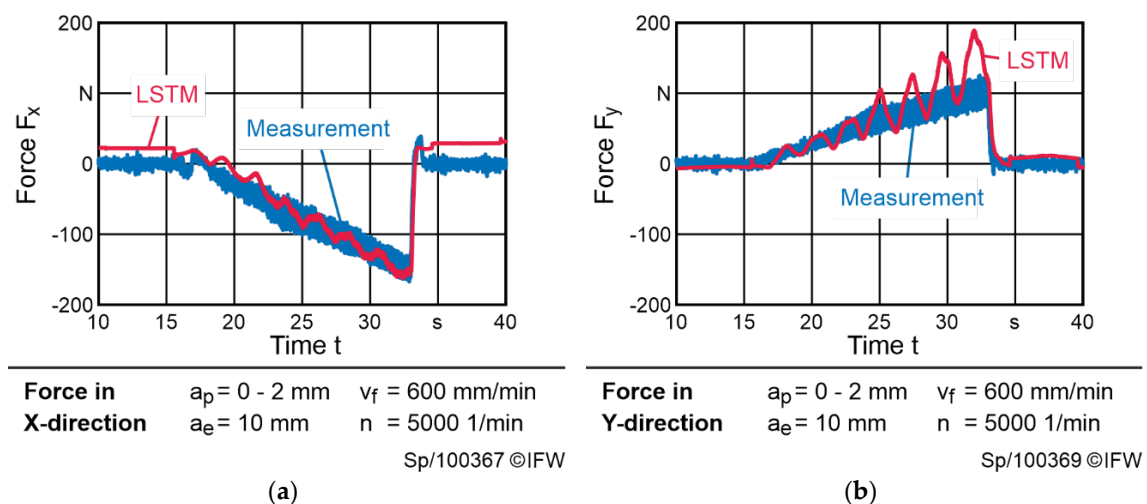 200
N
0
-100
-200
Force Fx
LSTM
Measurement
10 15 20 25 30 s 40
Time t
Force in ap = 0 - 2 mm vf = 600 mm/min
X-direction ae = 10 mm n = 5000 1/min
Sp/100367 ©IFW
(a)
200
N
0
-100
-200
Force Fy
LSTM
Measurement
10 15 20 25 30 s 40
Time t
Force in ap = 0 - 2 mm vf = 600 mm/min
Y-direction ae = 10 mm n = 5000 1/min
Sp/100369 ©IFW
(b)